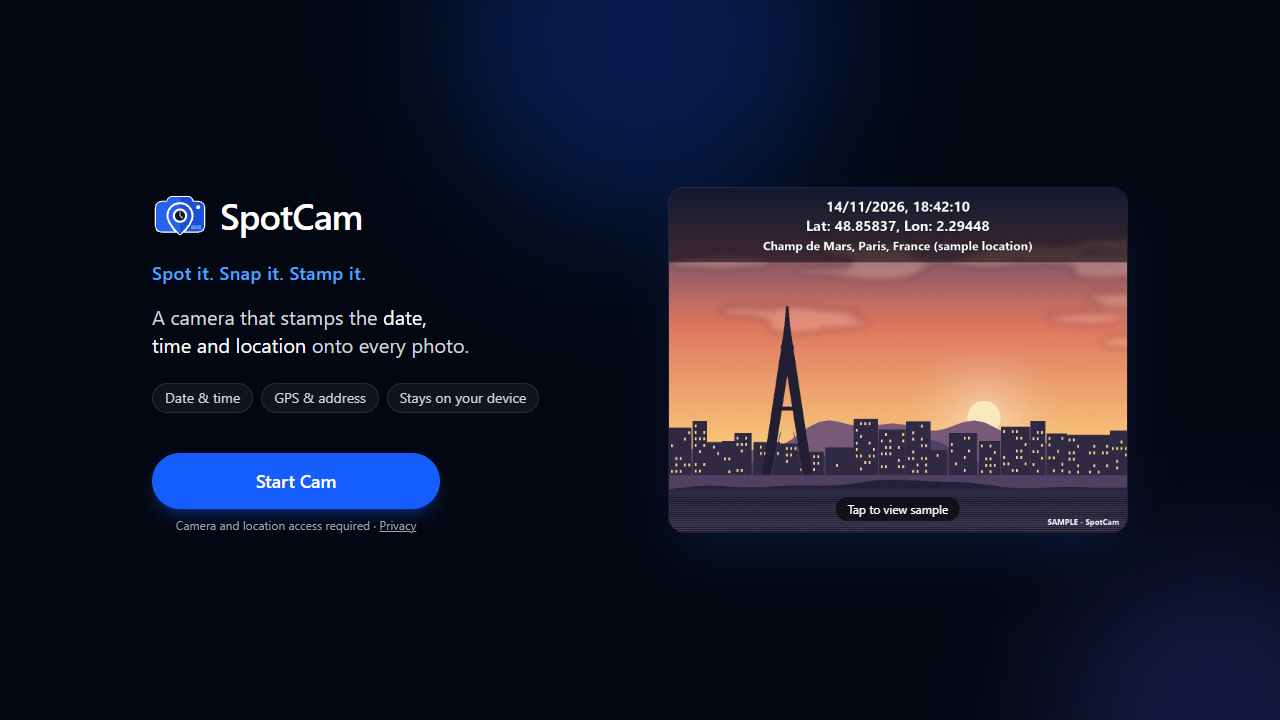 SpotCam
Spot it. Snap it. Stamp it.
A camera that stamps the date,
time and location onto every photo.
Date & time
GPS & address
Stays on your device
Start Cam
Camera and location access required · Privacy
14/11/2026, 18:42:10
Lat: 48.85837, Lon: 2.29448
Champ de Mars, Paris, France (sample location)
Tap to view sample
SAMPLE · SpotCam